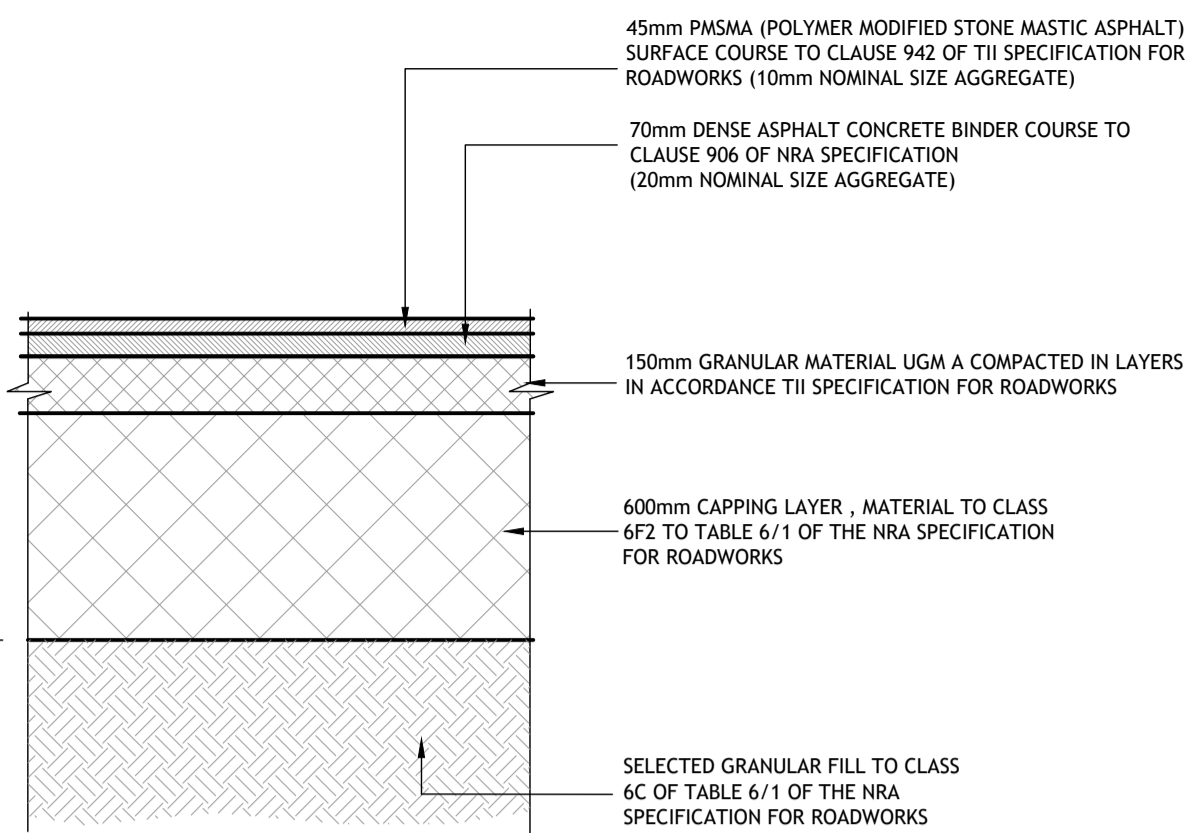 45mm PMSMA (POLYMER MODIFIED STONE MASTIC ASPHALT)
SURFACE COURSE TO CLAUSE 942 OF TII SPECIFICATION FOR
ROADWORKS (10mm NOMINAL SIZE AGGREGATE)
70mm DENSE ASPHALT CONCRETE BINDER COURSE TO
CLAUSE 906 OF NRA SPECIFICATION
(20mm NOMINAL SIZE AGGREGATE)
150mm GRANULAR MATERIAL UGM A COMPACTED IN LAYERS
IN ACCORDANCE TII SPECIFICATION FOR ROADWORKS
600mm CAPPING LAYER , MATERIAL TO CLASS
6F2 TO TABLE 6/1 OF THE NRA SPECIFICATION
FOR ROADWORKS
SELECTED GRANULAR FILL TO CLASS
6C OF TABLE 6/1 OF THE NRA
SPECIFICATION FOR ROADWORKS